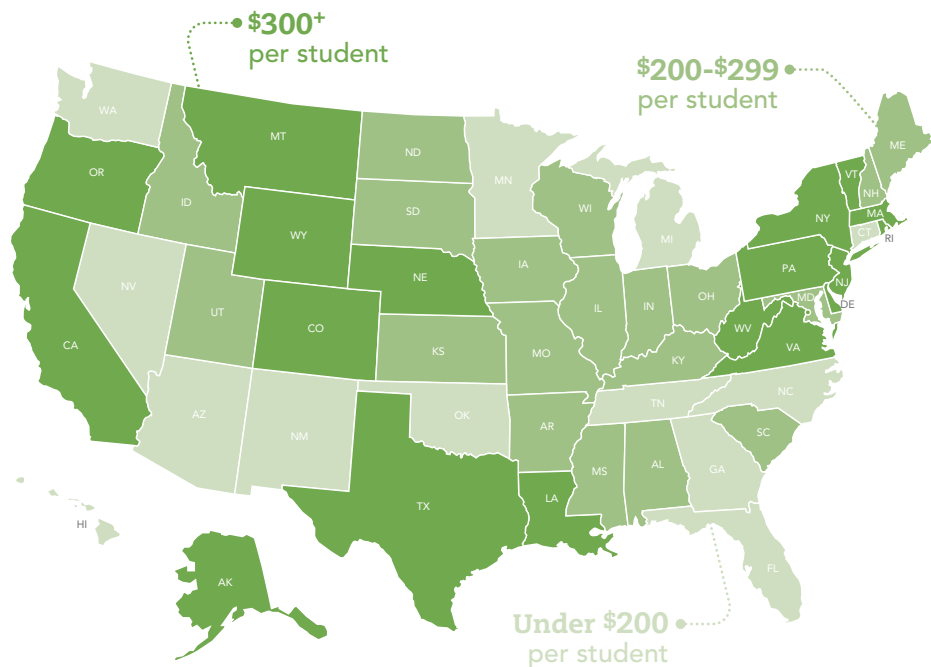 $300+
per student
$200-$299
per student
WA
MT
ND
MN
ME
OR
ID
SD
WI
VT
NH
WY
MI
NY
MA
CT
RI
NE
IA
PA
NV
UT
CO
IL
IN
OH
NJ
MD
DE
CA
KS
MO
WV
VA
KY
AZ
NM
OK
AR
TN
NC
SC
MS
AL
GA
TX
LA
HI
AK
FL
Under $200
per student